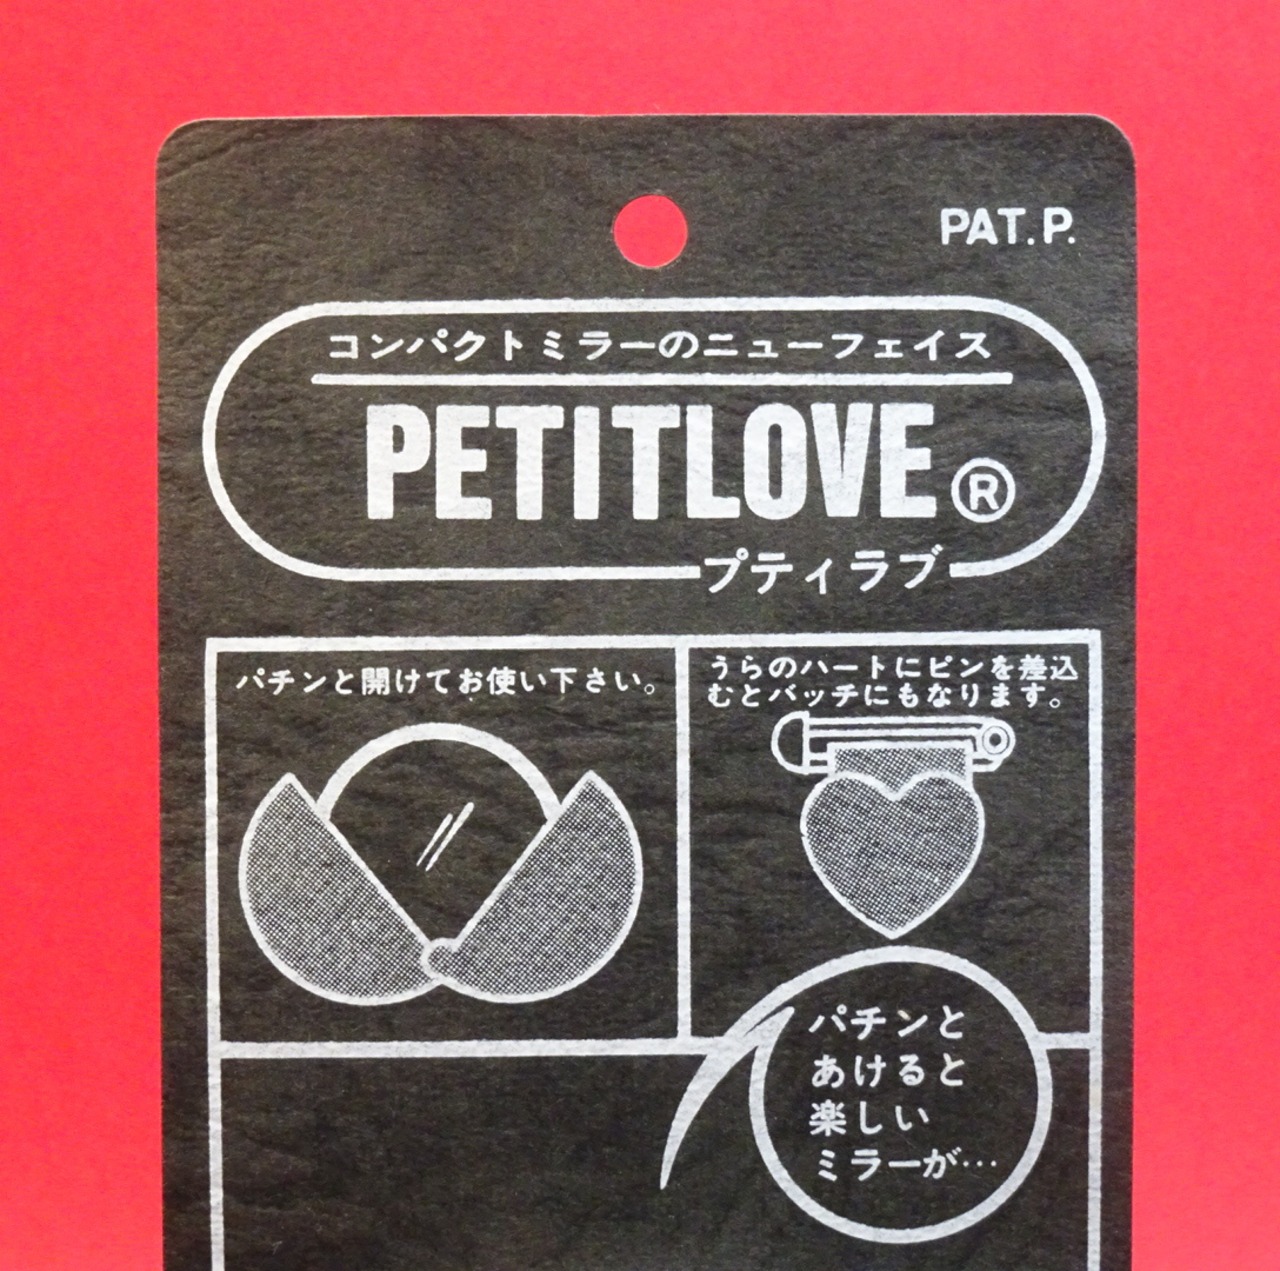 PAT.P.
コンパクトミラーのニューフェイス
PETITLOVE®
プティラブ
パチンと開けてお使い下さい。
うらのハートにピンを差込
むとバッチにもなります。
パチンと
あけると
楽しい
ミラーが…